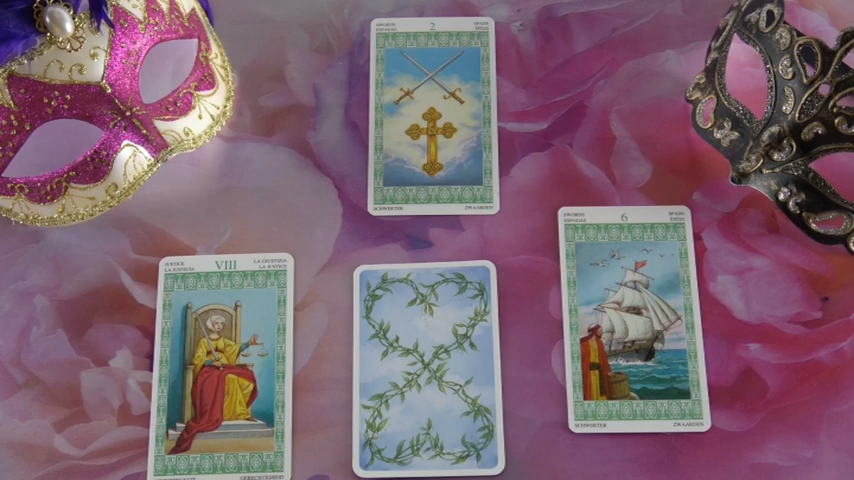 SWORDS
ESPADAS
2
SPADE
ÉPÉES
SCHWERTER
ZWAARDEN
SWORDS
ESPADAS
6
SPADE
ÉPÉES
SCHWERTER
ZWAARDEN
JUSTICE
LA JUSTICIA
VIII
LA GIUSTIZIA
LA JUSTICE
GERECHTIGHEID